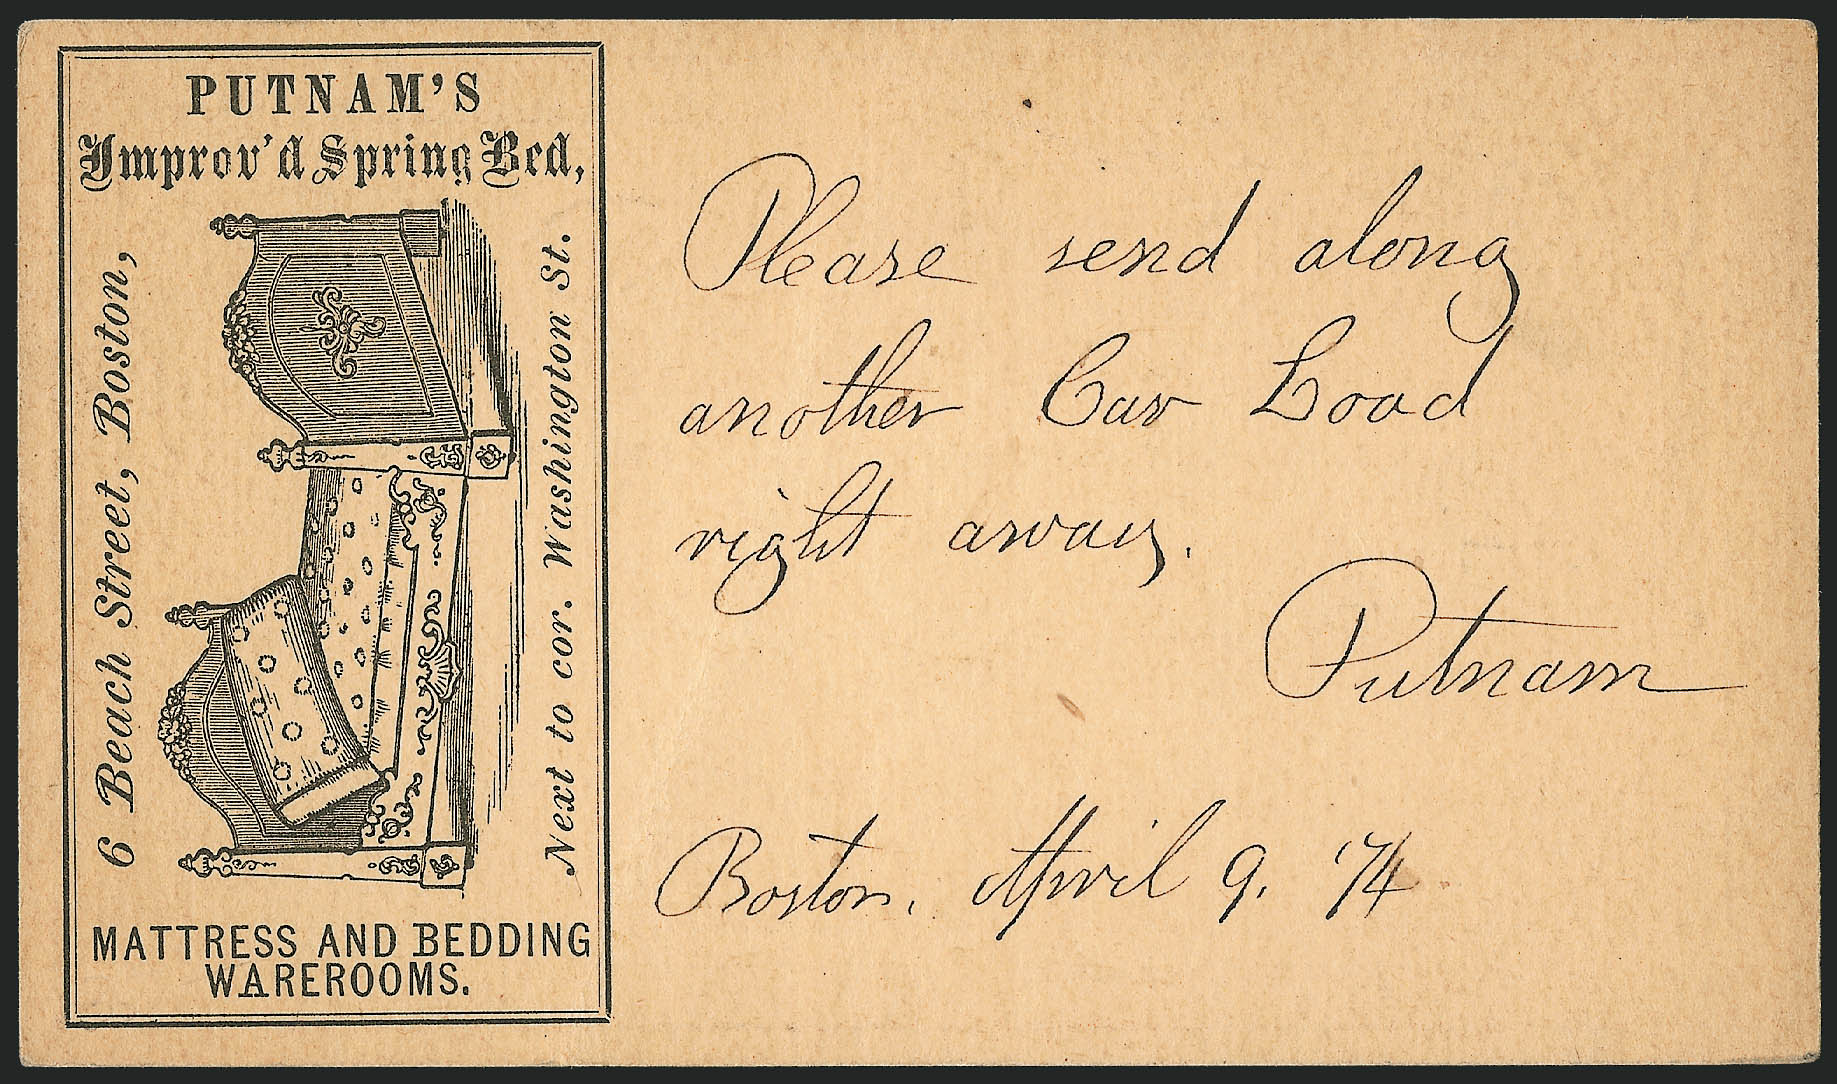 PUTNAM'S
Improv'd Spring Bed,
6 Beach Street, Boston,
Next to cor. Washington St.
MATTRESS AND BEDDING
WAREROOMS.
Please send along
another Car Load
right away.
Putnam
Boston, April 9. '74